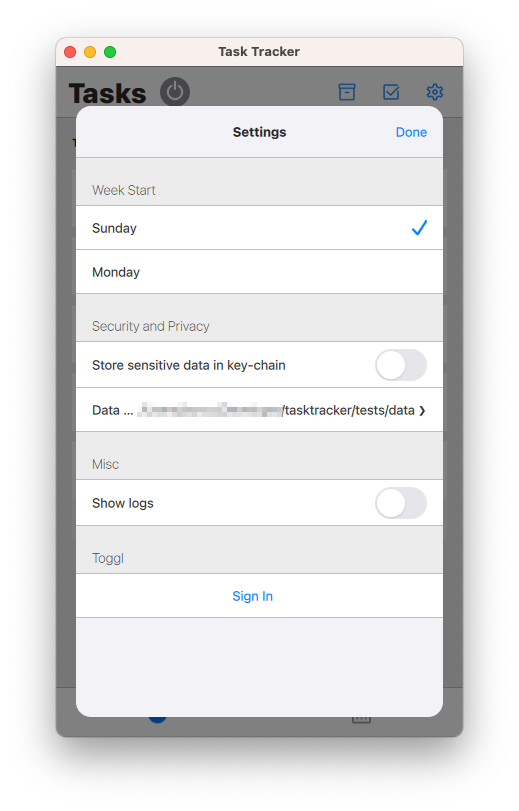 Task Tracker
Tasks
Settings
Done
Week Start
Sunday
Monday
Security and Privacy
Store sensitive data in key-chain
Data ... /tasktracker/tests/data
Misc
Show logs
Toggl
Sign In